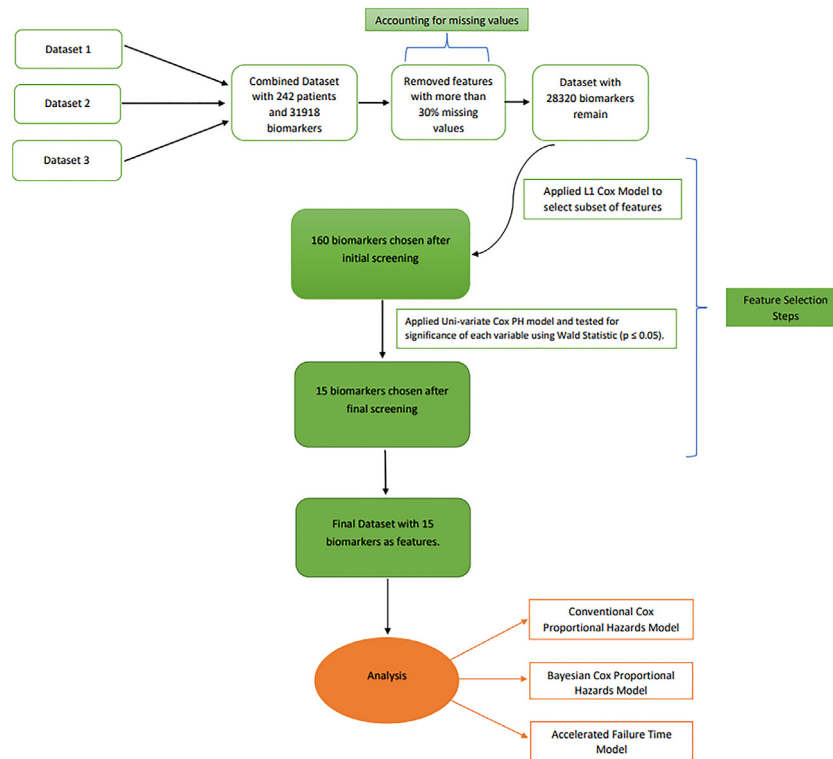 Accounting for missing values
Dataset 1
Dataset 2
Dataset 3
Combined Dataset
with 242 patients
and 31918
biomarkers
Removed features
with more than
30% missing
values
Dataset with
28320 biomarkers
remain
Applied L1 Cox Model to
select subset of features
160 biomarkers chosen after
initial screening
Feature Selection
Steps
Applied Uni-variate Cox PH model and tested for
significance of each variable using Wald Statistic (p ≤ 0.05).
15 biomarkers chosen after
final screening
Final Dataset with 15
biomarkers as features.
Analysis
Conventional Cox
Proportional Hazards Model
Bayesian Cox Proportional
Hazards Model
Accelerated Failure Time
Model